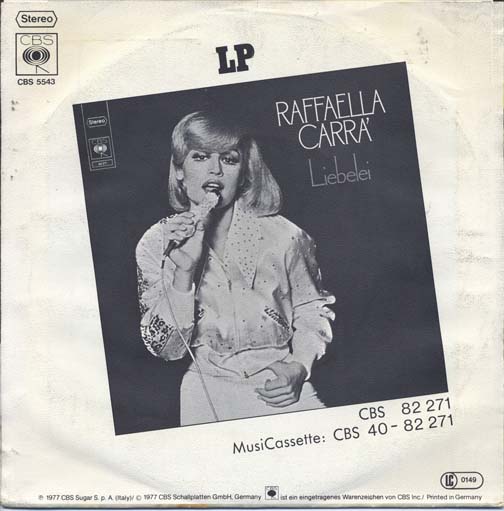 Stereo
CBS
CBS 5543
LP
Stereo
RAFFAELLA
CARRA'
Liebelei
CBS 82 271
MusiCassette: CBS 40 - 82 271
LC 0149
℗ 1977 CBS Sugar S. p. A. (Italy)/ © 1977 CBS Schallplatten GmbH, Germany ist ein eingetragenes Warenzeichen von CBS Inc./ Printed in Germany